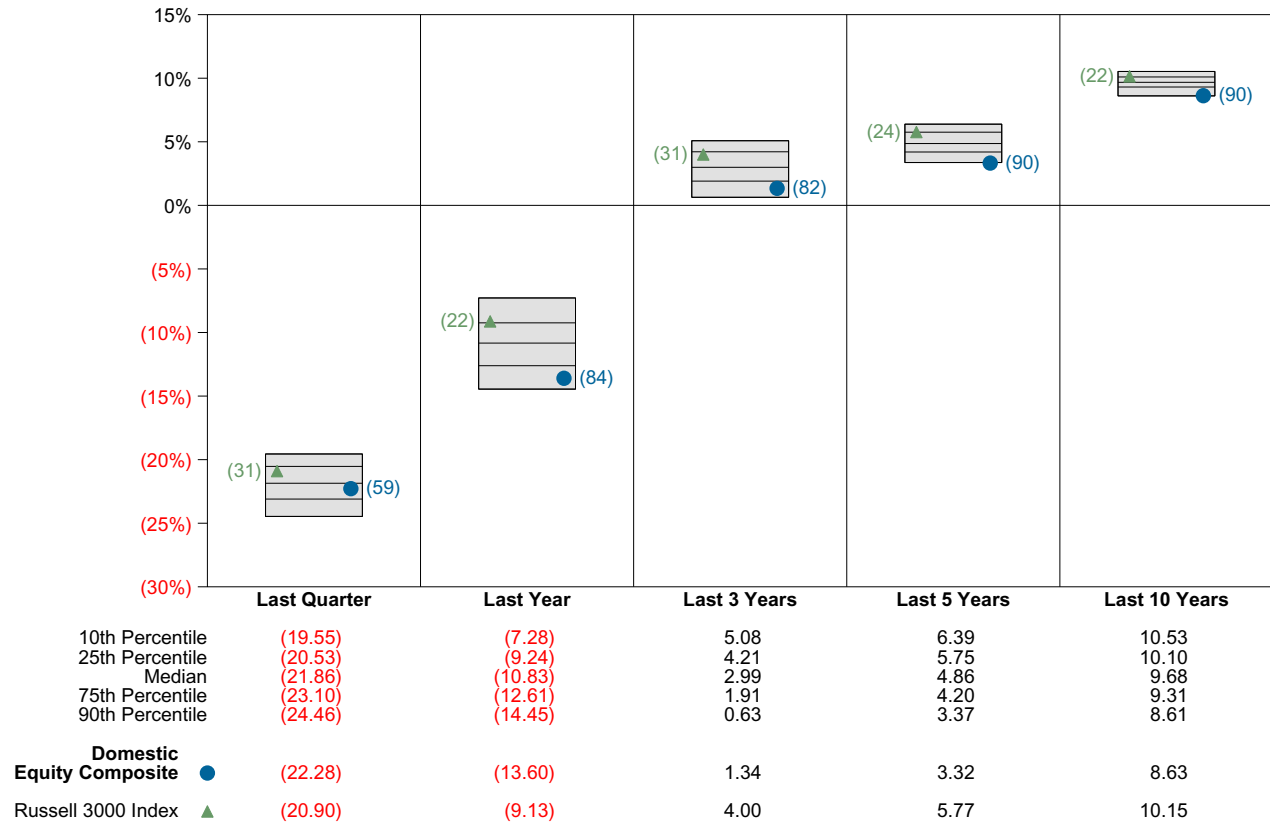 15%
10%
5%
0%
(5%)
(10%)
(15%)
(20%)
(25%)
(30%)
(31)
(59)
(22)
(84)
(31)
(82)
(24)
(90)
(22)
(90)
Last Quarter Last Year Last 3 Years Last 5 Years Last 10 Years
10th Percentile (19.55) (7.28) 5.08 6.39 10.53
25th Percentile (20.53) (9.24) 4.21 5.75 10.10
Median (21.86) (10.83) 2.99 4.86 9.68
75th Percentile (23.10) (12.61) 1.91 4.20 9.31
90th Percentile (24.46) (14.45) 0.63 3.37 8.61
Domestic
Equity Composite (22.28) (13.60) 1.34 3.32 8.63
Russell 3000 Index (20.90) (9.13) 4.00 5.77 10.15